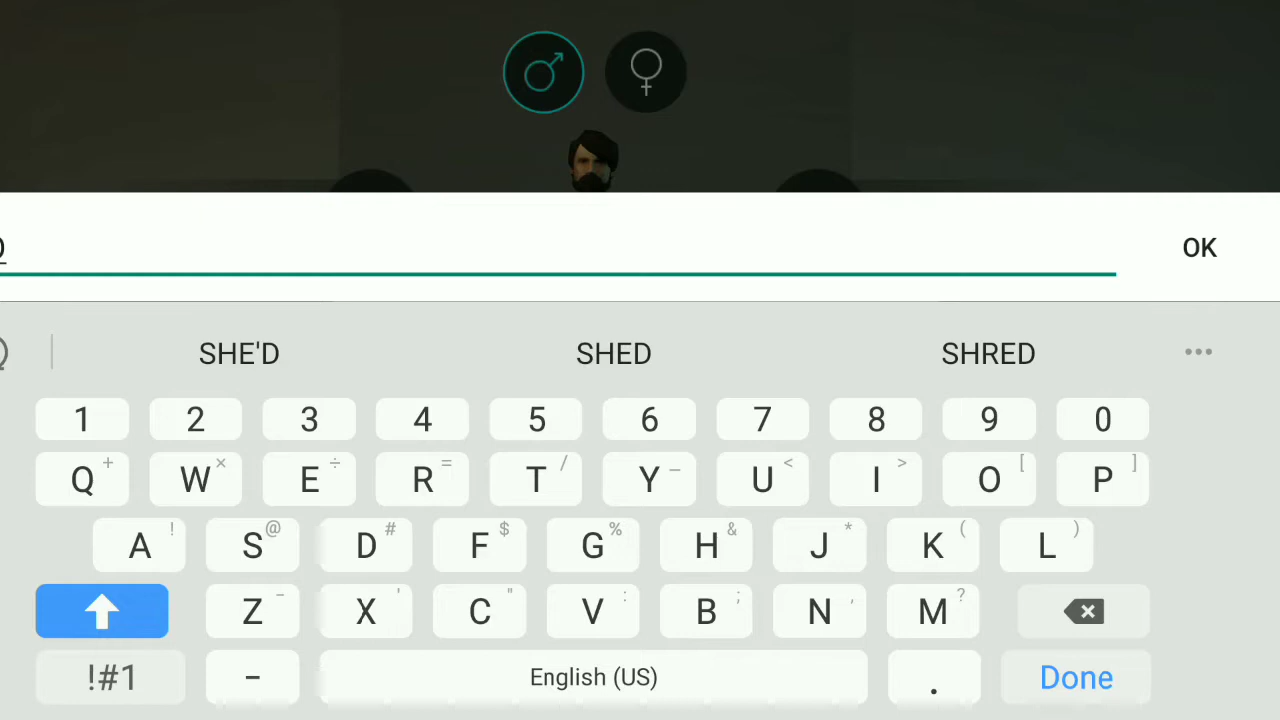 OK
SHE'D SHED SHRED •••
1 2 3 4 5 6 7 8 9 0
Q + W × E ÷ R = T / Y _ U < I > O [ P ]
A ! S @ D # F $ G % H & J * K ( L )
Z - X ' C " V : B ; N , M ?
!#1 - English (US) . Done